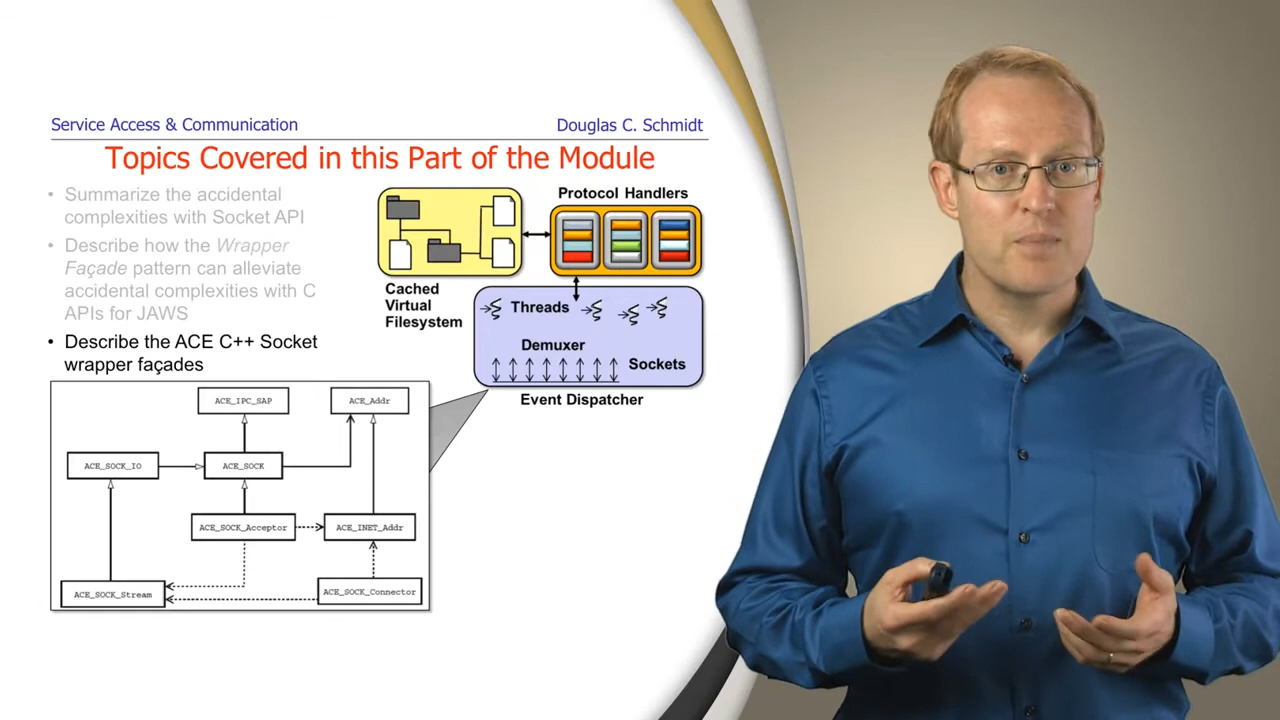 Service Access & Communication
Douglas C. Schmidt
Topics Covered in this Part of the Module
• Summarize the accidental
complexities with Socket API
• Describe how the Wrapper
Façade pattern can alleviate
accidental complexities with C
APIs for JAWS
• Describe the ACE C++ Socket
wrapper façades
Protocol Handlers
Cached
Virtual
Filesystem
Threads
Demuxer
Sockets
Event Dispatcher
ACE_IPC_SAP
ACE_Addr
ACE_SOCK_IO
ACE_SOCK
ACE_SOCK_Acceptor
ACE_INET_Addr
ACE_SOCK_Stream
ACE_SOCK_Connector